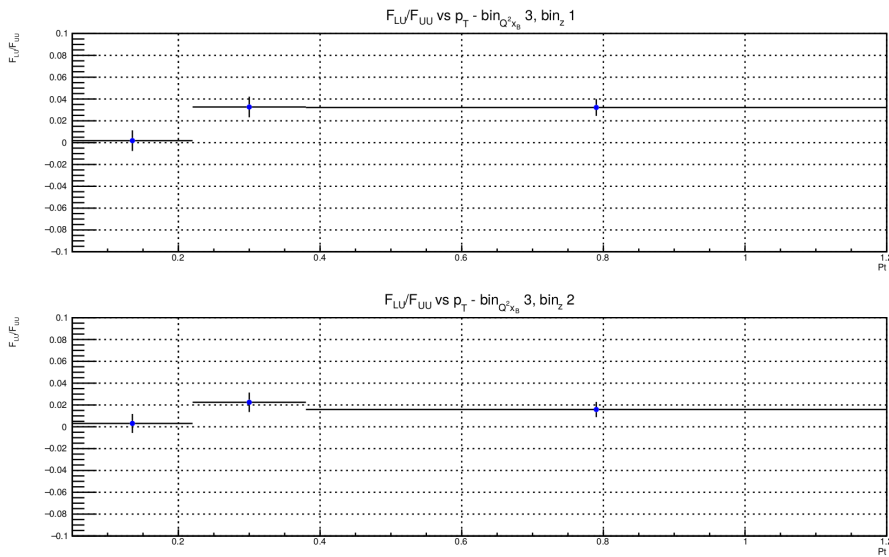 F_LU/F_UU vs p_T - bin_Q²x_B 3, bin_z 1
F_LU/F_UU
0.1
0.08
0.06
0.04
0.02
0
−0.02
−0.04
−0.06
−0.08
−0.1
0.2 0.4 0.6 0.8 1 1.2
Pt
F_LU/F_UU vs p_T - bin_Q²x_B 3, bin_z 2
F_LU/F_UU
0.1
0.08
0.06
0.04
0.02
0
−0.02
−0.04
−0.06
−0.08
−0.1
0.2 0.4 0.6 0.8 1 1.2
Pt